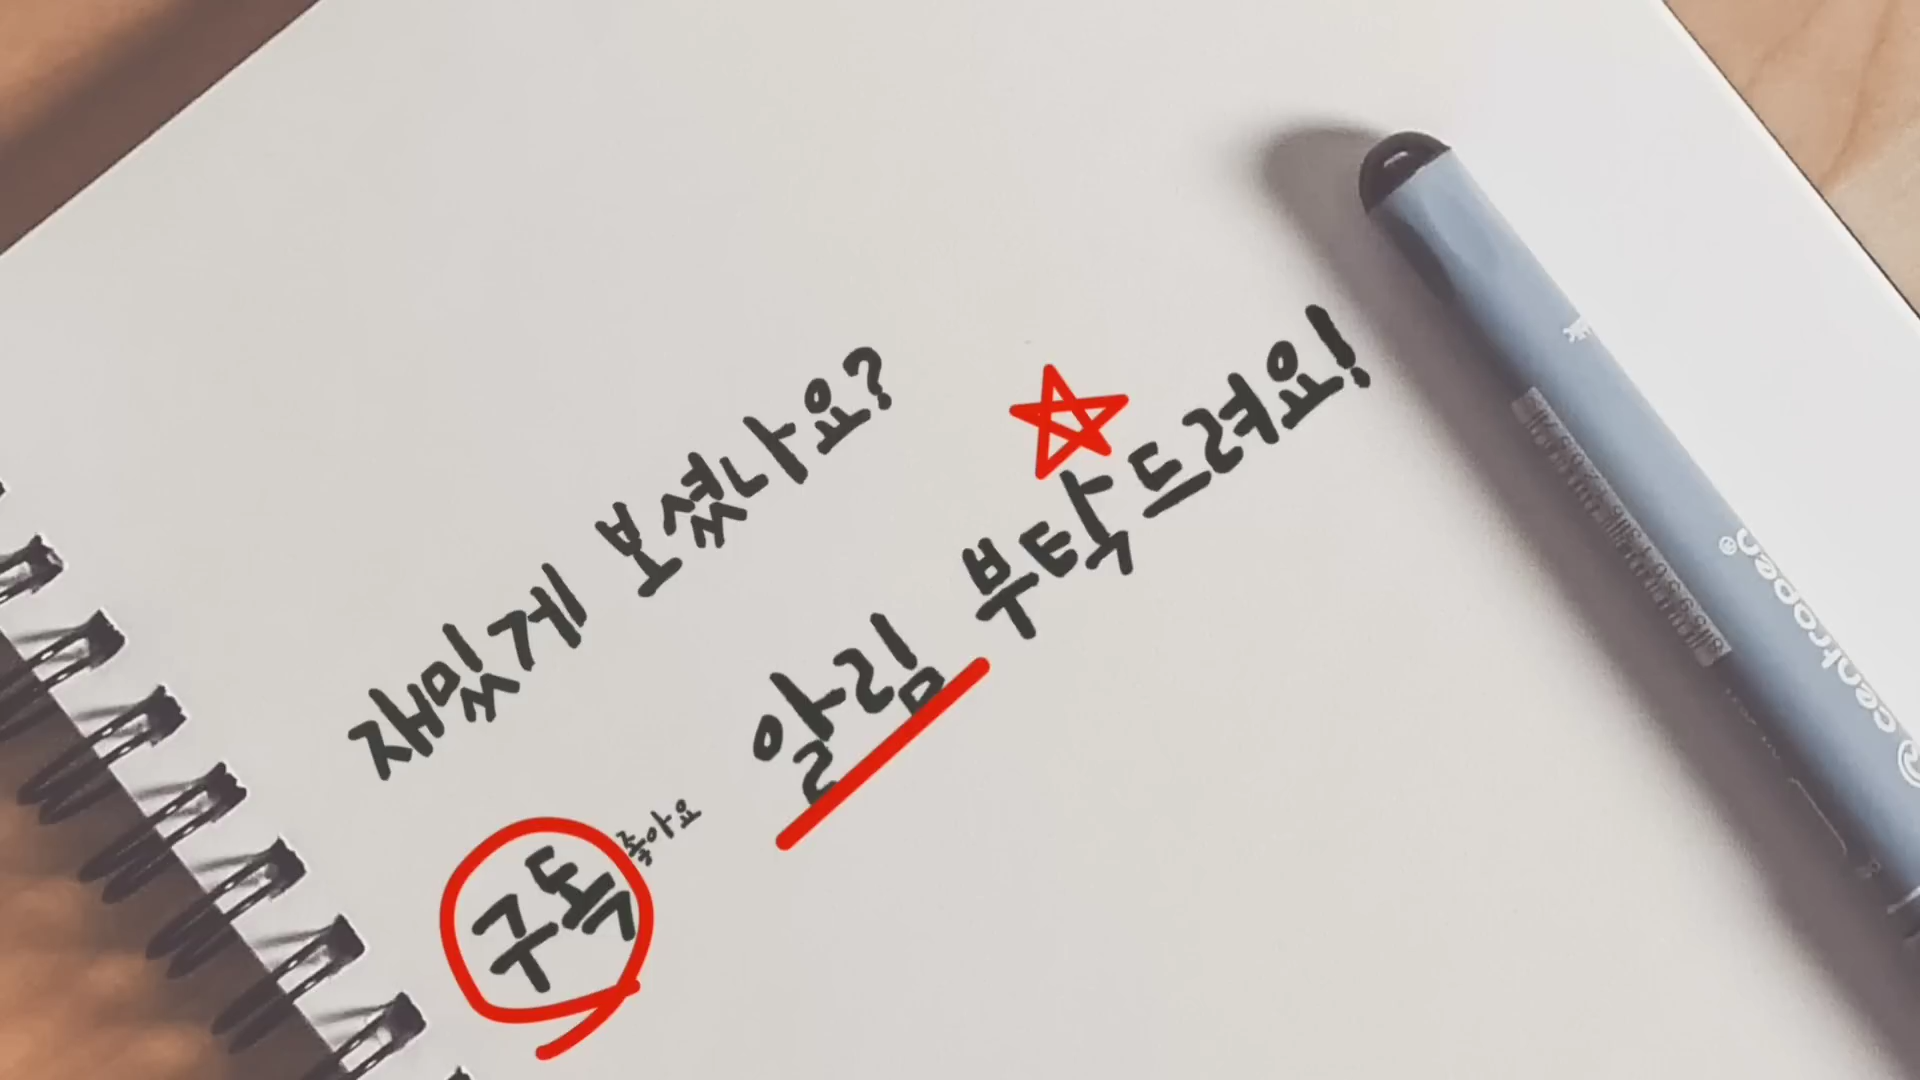 재밌게 보셨나요?
구독 좋아요 알림 부탁드려요!
centropen